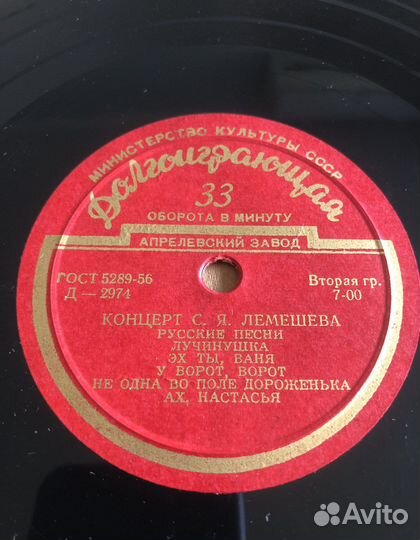 МИНИСТЕРСТВО КУЛЬТУРЫ СССР
Долгоиграющая
33
ОБОРОТА В МИНУТУ
АПРЕЛЕВСКИЙ ЗАВОД
ГОСТ 5289-56
Д — 2974
Вторая гр.
7-00
КОНЦЕРТ С. Я. ЛЕМЕШЕВА
РУССКИЕ ПЕСНИ
ЛУЧИНУШКА
ЭХ ТЫ, ВАНЯ
У ВОРОТ, ВОРОТ
НЕ ОДНА ВО ПОЛЕ ДОРОЖЕНЬКА
АХ, НАСТАСЬЯ
Avito